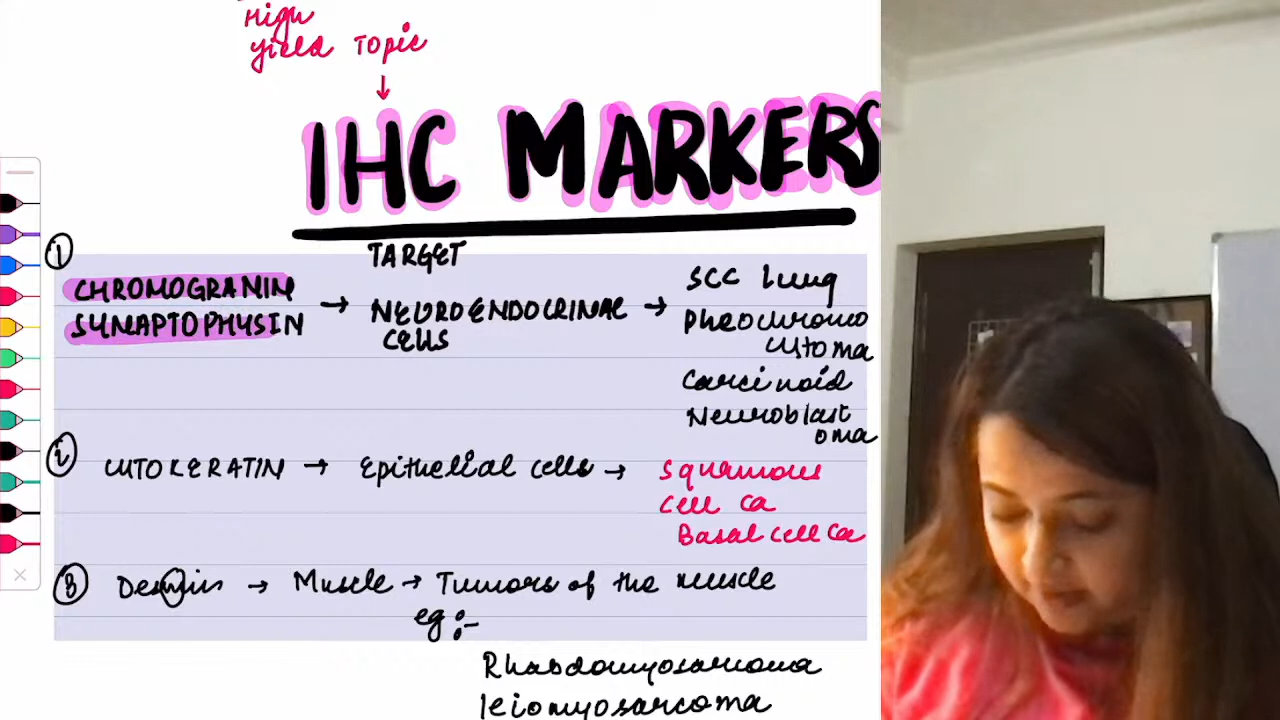 High
yield Topic
↓
IHC MARKERS
①
TARGET
CHROMOGRANIN → NEUROENDOCRINAL → SCC lung
SYNAPTOPHYSIN
CELLS
Pheochromo
cytoma
Carcinoid
Neuroblast
oma
② CYTOKERATIN → Epithelial cells → Squamous
cell ca
Basal cell Ca
③ Desmin → Muscle → Tumors of the muscle
eg :-
Rhabdomyosarcoma
leiomyosarcoma